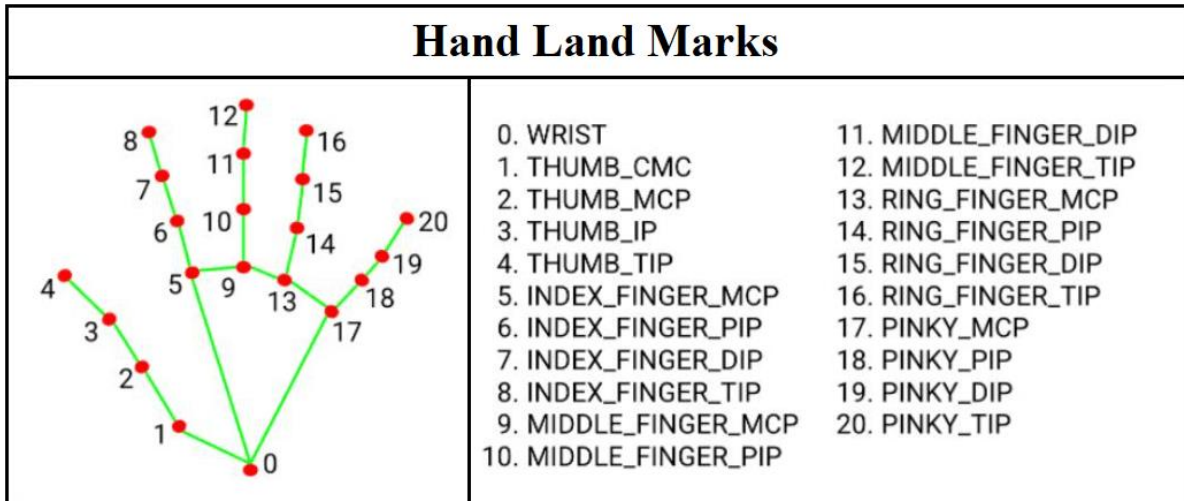 Hand Land Marks
12
8
16
11
7
15
10
20
6
14
19
4
5
9
13
18
3
17
2
1
0
0. WRIST
1. THUMB_CMC
2. THUMB_MCP
3. THUMB_IP
4. THUMB_TIP
5. INDEX_FINGER_MCP
6. INDEX_FINGER_PIP
7. INDEX_FINGER_DIP
8. INDEX_FINGER_TIP
9. MIDDLE_FINGER_MCP
10. MIDDLE_FINGER_PIP
11. MIDDLE_FINGER_DIP
12. MIDDLE_FINGER_TIP
13. RING_FINGER_MCP
14. RING_FINGER_PIP
15. RING_FINGER_DIP
16. RING_FINGER_TIP
17. PINKY_MCP
18. PINKY_PIP
19. PINKY_DIP
20. PINKY_TIP